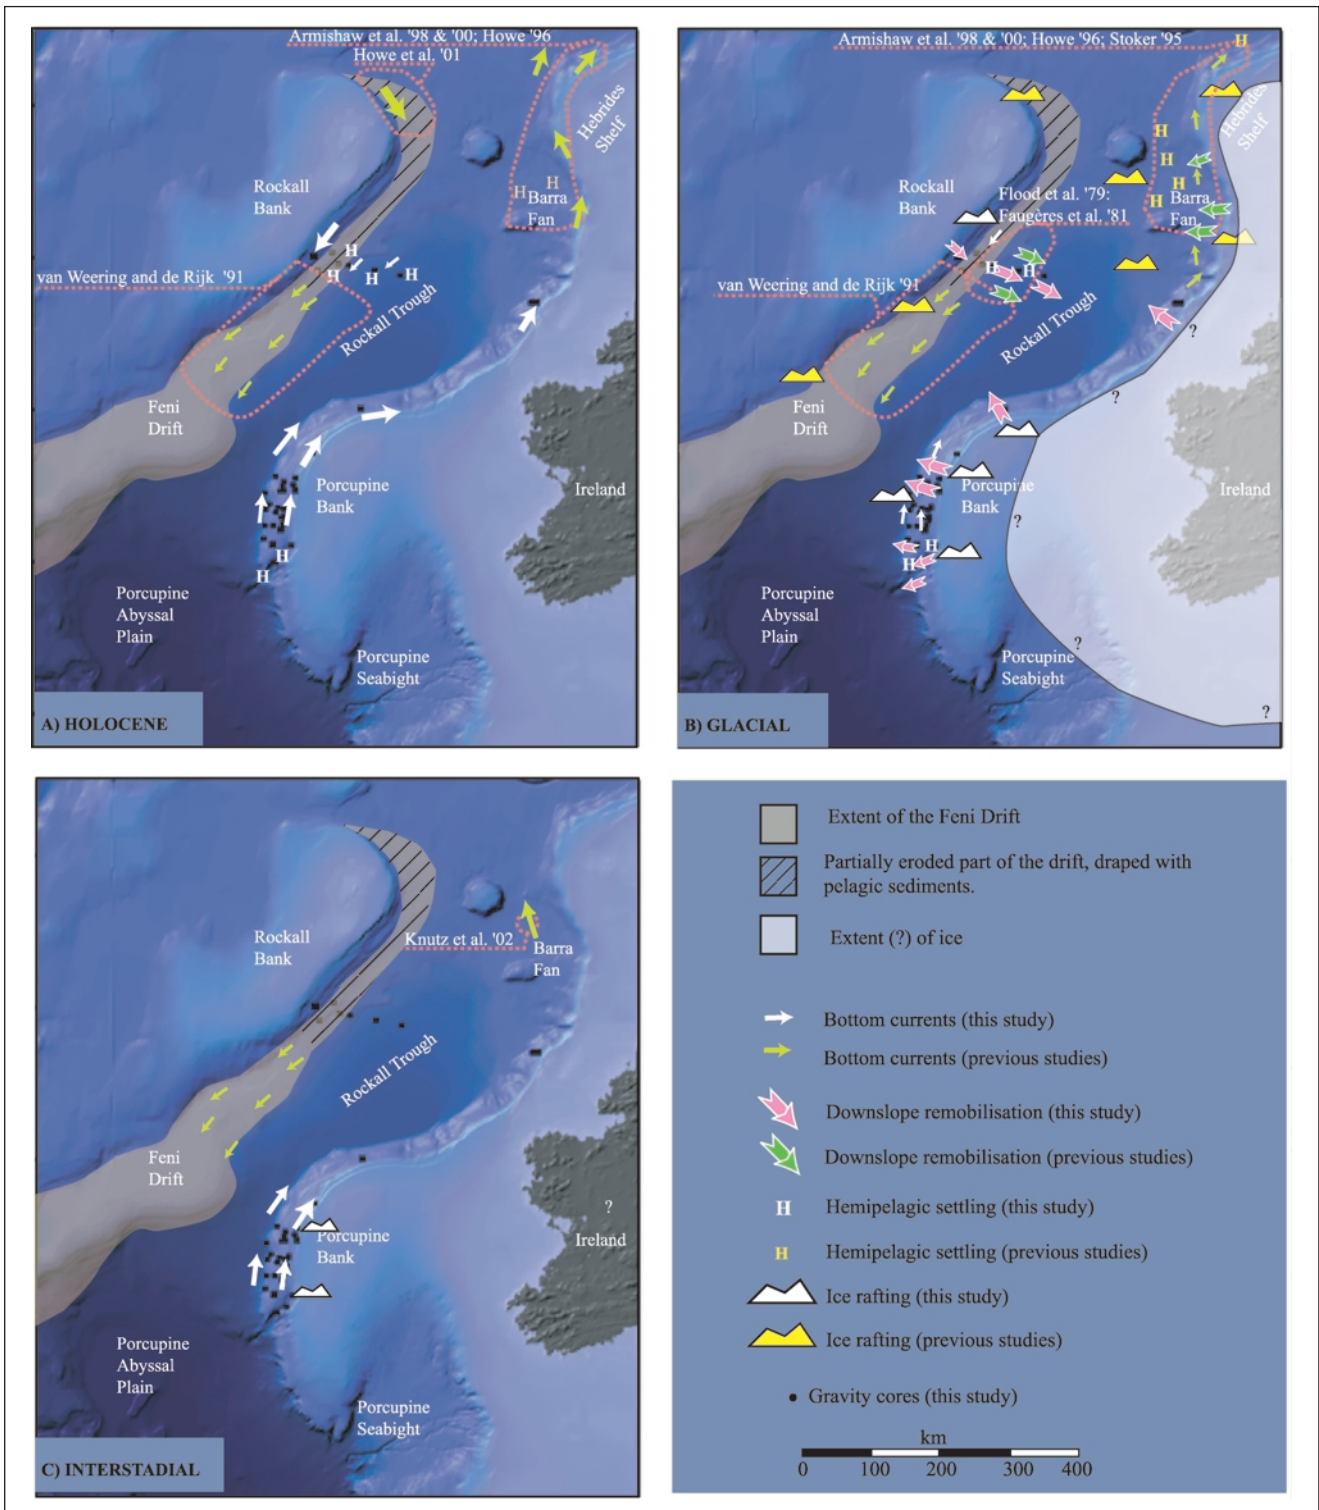 Armishaw et al. '98 & '00; Howe '96
Howe et al. '01
Hebrides
Shelf
Rockall
Bank
H
H
Barra
Fan
H
H
H
H
van Weering and de Rijk '91
Rockall Trough
Feni
Drift
Porcupine
Bank
Ireland
H
H
Porcupine
Abyssal
Plain
Porcupine
Seabight
A) HOLOCENE
Armishaw et al. '98 & '00; Howe '96; Stoker '95
H
Hebrides
Shelf
H
H
H
H
Rockall
Bank
Flood et al. '79:
Faugères et al. '81
Barra
Fan
H
H
van Weering and de Rijk '91
Rockall Trough
?
?
Feni
Drift
Porcupine
Bank
Ireland
?
H
H
Porcupine
Abyssal
Plain
?
Porcupine
Seabight
?
B) GLACIAL
Rockall
Bank
Knutz et al. '02
Barra
Fan
Rockall Trough
Feni
Drift
?
Ireland
Porcupine
Bank
Porcupine
Abyssal
Plain
Porcupine
Seabight
C) INTERSTADIAL
Extent of the Feni Drift
Partially eroded part of the drift, draped with
pelagic sediments.
Extent (?) of ice
Bottom currents (this study)
Bottom currents (previous studies)
Downslope remobilisation (this study)
Downslope remobilisation (previous studies)
H Hemipelagic settling (this study)
H Hemipelagic settling (previous studies)
Ice rafting (this study)
Ice rafting (previous studies)
Gravity cores (this study)
km
0 100 200 300 400